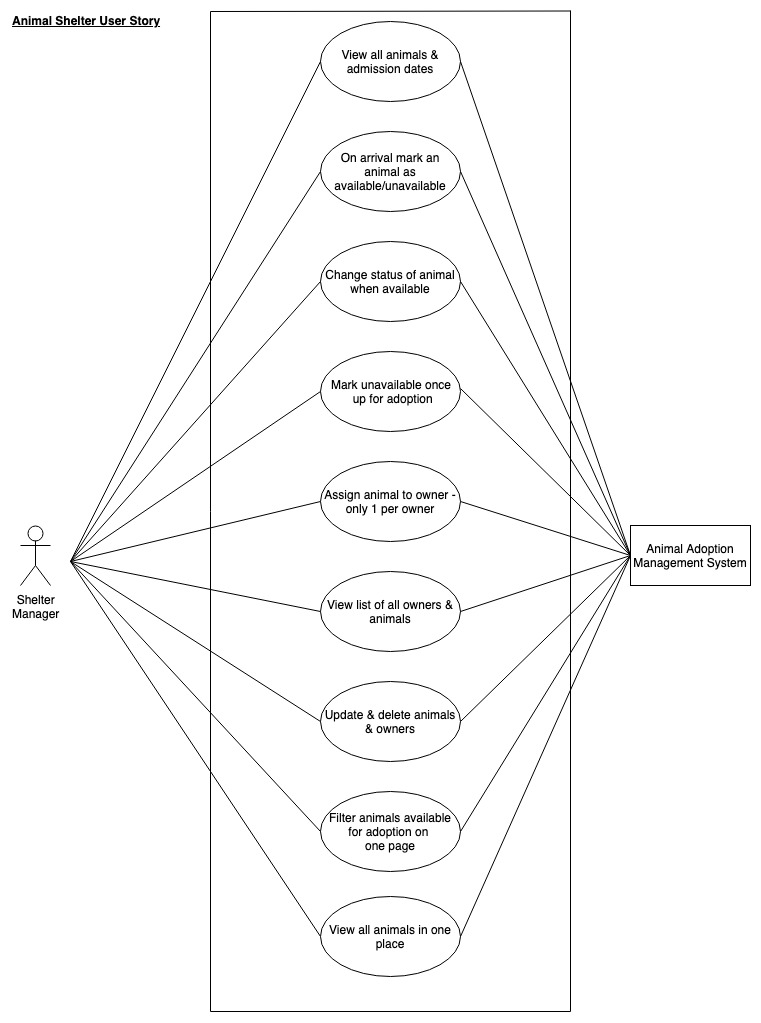 Animal Shelter User Story
View all animals &
admission dates
On arrival mark an
animal as
available/unavailable
Change status of animal
when available
Mark unavailable once
up for adoption
Assign animal to owner -
only 1 per owner
Shelter
Manager
Animal Adoption
Management System
View list of all owners &
animals
Update & delete animals
& owners
Filter animals available
for adoption on
one page
View all animals in one
place